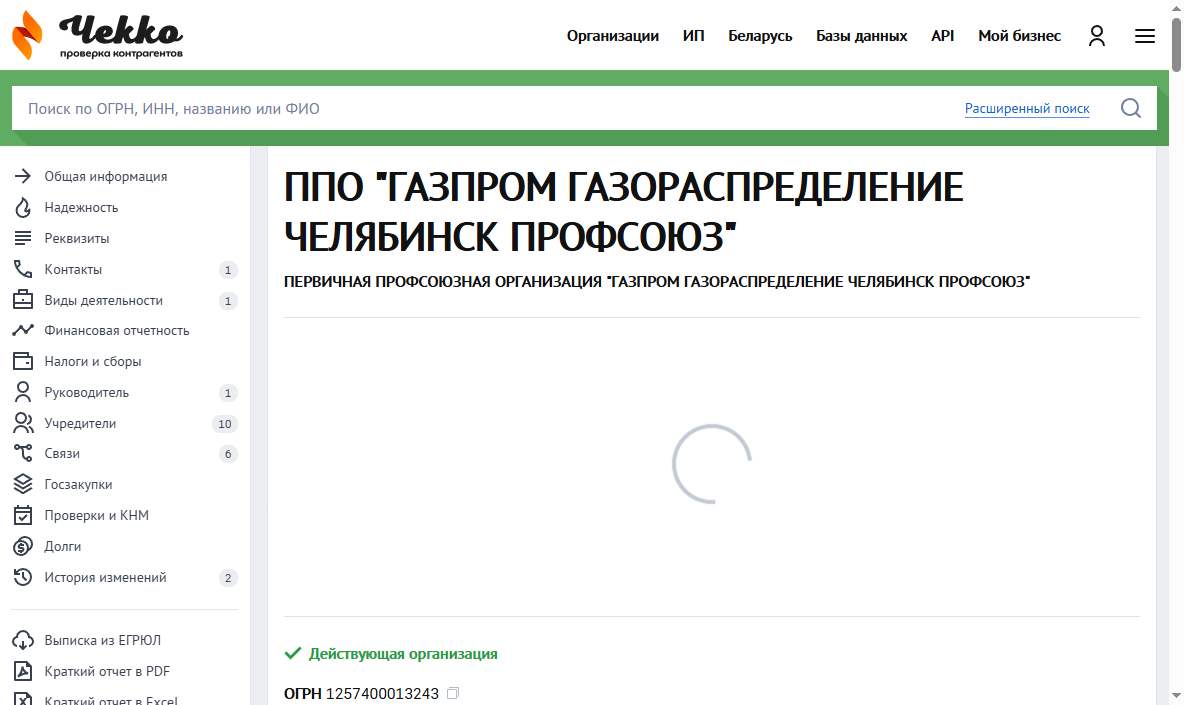 Чекко
проверка контрагентов
Организации ИП Беларусь Базы данных API Мой бизнес
Поиск по ОГРН, ИНН, названию или ФИО Расширенный поиск
Общая информация
Надежность
Реквизиты
Контакты 1
Виды деятельности 1
Финансовая отчетность
Налоги и сборы
Руководитель 1
Учредители 10
Связи 6
Госзакупки
Проверки и КНМ
Долги
История изменений 2
Выписка из ЕГРЮЛ
Краткий отчет в PDF
Краткий отчет в Excel
ППО "ГАЗПРОМ ГАЗОРАСПРЕДЕЛЕНИЕ
ЧЕЛЯБИНСК ПРОФСОЮЗ"
ПЕРВИЧНАЯ ПРОФСОЮЗНАЯ ОРГАНИЗАЦИЯ "ГАЗПРОМ ГАЗОРАСПРЕДЕЛЕНИЕ ЧЕЛЯБИНСК ПРОФСОЮЗ"
Действующая организация
ОГРН 1257400013243